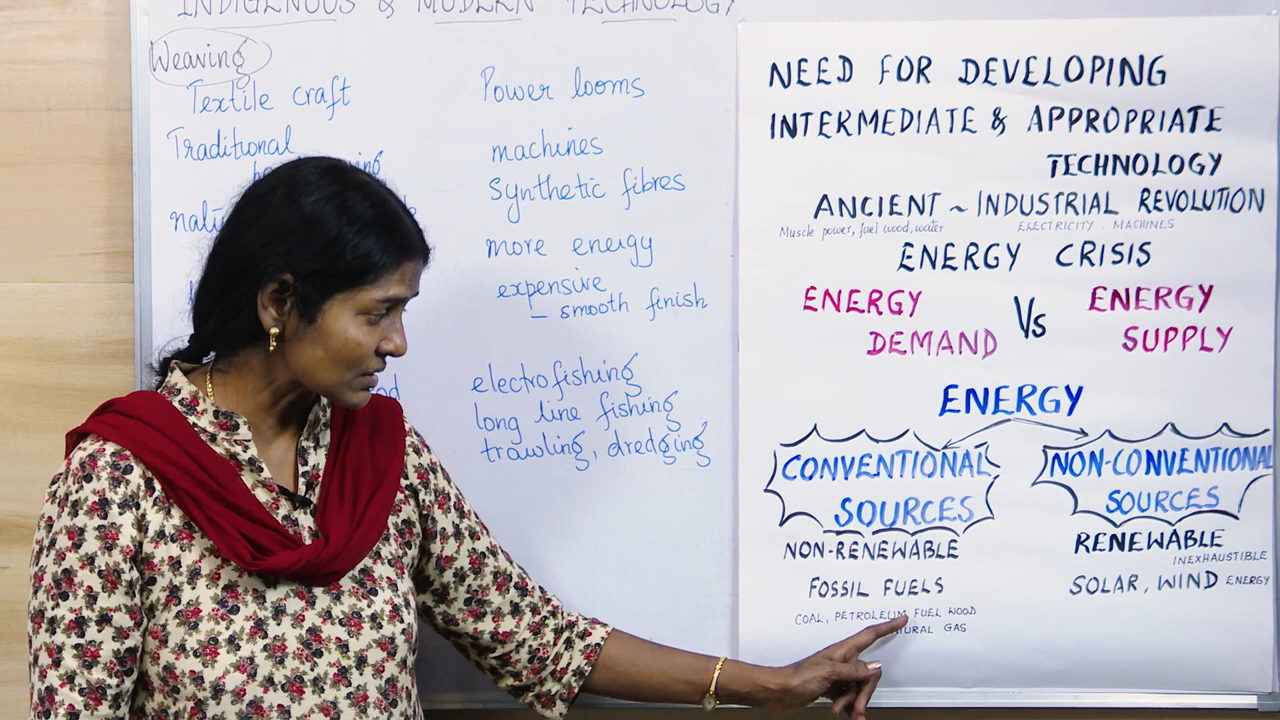 INDIGENOUS & MODERN TECHNOLOGY
Weaving
Textile craft
Traditional
Power looms
machines
Synthetic fibres
more energy
expensive
– smooth finish
electrofishing
long line fishing
trawling, dredging
NEED FOR DEVELOPING
INTERMEDIATE & APPROPRIATE
TECHNOLOGY
ANCIENT ~ INDUSTRIAL REVOLUTION
Muscle power, fuel wood, water ELECTRICITY. MACHINES
ENERGY CRISIS
ENERGY DEMAND Vs ENERGY SUPPLY
ENERGY
CONVENTIONAL
SOURCES
NON-RENEWABLE
FOSSIL FUELS
COAL, PETROLEUM FUEL WOOD
GAS
NON-CONVENTIONAL
SOURCES
RENEWABLE
INEXHAUSTIBLE
SOLAR, WIND ENERGY